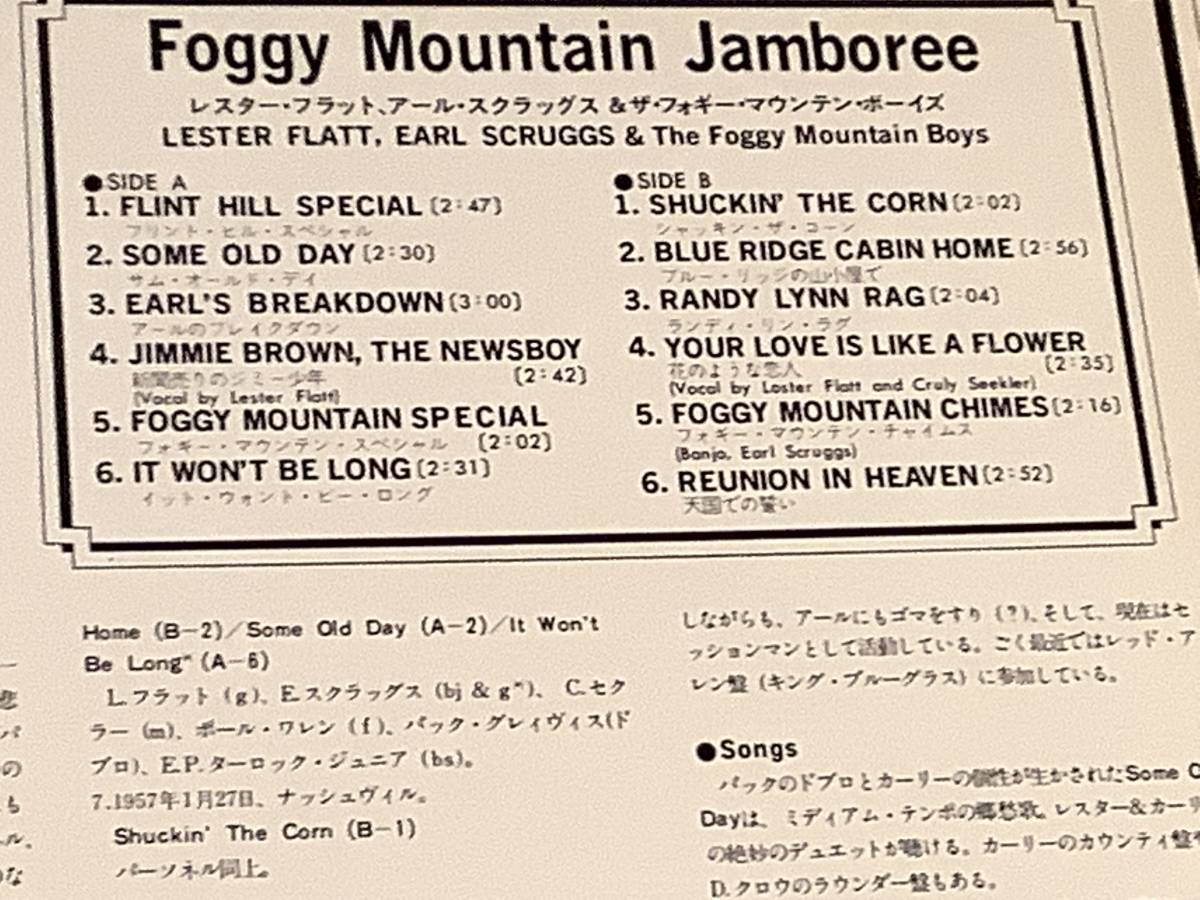 Foggy Mountain Jamboree
レスター・フラット、アール・スクラッグス &ザ・フォギー・マウンテン・ボーイズ
LESTER FLATT, EARL SCRUGGS & The Foggy Mountain Boys
●SIDE A
1. FLINT HILL SPECIAL (2:47)
フリント・ヒル・スペシャル
2. SOME OLD DAY (2:30)
サム・オールド・デイ
3. EARL'S BREAKDOWN (3:00)
アールのブレイクダウン
4. JIMMIE BROWN, THE NEWSBOY
新聞売りのジミー少年 (2:42)
(Vocal by Lester Flatt)
5. FOGGY MOUNTAIN SPECIAL
フォギー・マウンテン・スペシャル (2:02)
6. IT WON'T BE LONG (2:31)
イット・ウォント・ビー・ロング
●SIDE B
1. SHUCKIN' THE CORN (2:02)
シャッキン・ザ・コーン
2. BLUE RIDGE CABIN HOME (2:56)
ブルー・リッジの山小屋で
3. RANDY LYNN RAG (2:04)
ランディ・リン・ラグ
4. YOUR LOVE IS LIKE A FLOWER
花のような恋人 (2:35)
(Vocal by Lester Flatt and Curly Seckler)
5. FOGGY MOUNTAIN CHIMES (2:16)
フォギー・マウンテン・チャイムス
(Banjo, Earl Scruggs)
6. REUNION IN HEAVEN (2:52)
天国での誓い
Home (B-2)/Some Old Day (A-2)/It Won't
Be Long* (A-6)
L.フラット (g)、E.スクラッグス (bj & g*)、 C.セク
ラー (m)、ポール・ワレン (f)、バック・グレイヴィス(ド
ブロ)、E.P.ターロック・ジュニア (bs)。
7.1957年1月27日、ナッシュヴィル。
Shuckin' The Corn (B-1)
パーソネル同上。
しながらも、アールにもゴマをすり (?)、そして、現在はセ
ッションマンとして活動している。ごく最近ではレッド・ア
レン盤 (キング・ブルーグラス) に参加している。
●Songs
バックのドブロとカーリーの個性が生かされたSome O
Dayは、ミディアム・テンポの郷愁歌。レスター&カーリ
の絶妙のデュエットが聴ける。カーリーのカウンティ盤や
D.クロウのラウンダー盤もある。